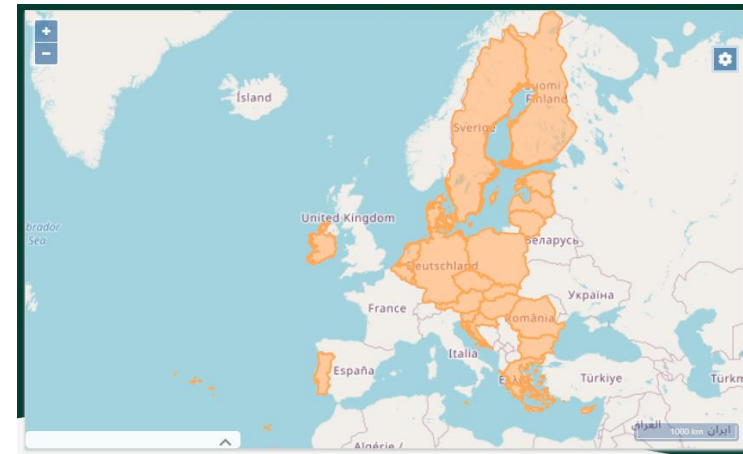 +
−
Ísland
Suomi
Finland
Sverige
brador
Sea
United Kingdom
Беларусь
Deutschland
Україна
France
România
Italia
España
Türkiye
Türkm
العراق
ایران
1000 km
Algérie /